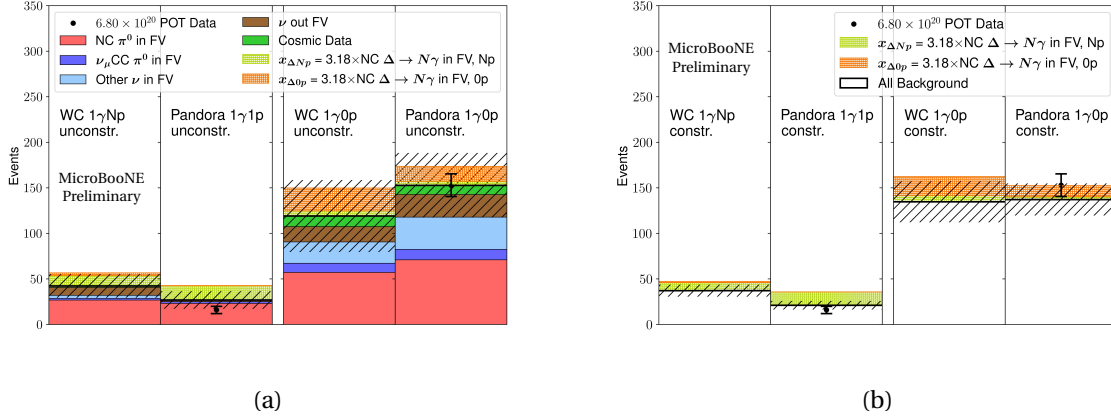 350
300
250
200
150
100
50
0
Events
6.80 × 10²⁰ POT Data
NC π⁰ in FV
νμCC π⁰ in FV
Other ν in FV
ν out FV
Cosmic Data
xΔNp = 3.18×NC Δ → Nγ in FV, Np
xΔ0p = 3.18×NC Δ → Nγ in FV, 0p
WC 1γNp
unconstr.
Pandora 1γ1p
unconstr.
WC 1γ0p
unconstr.
Pandora 1γ0p
unconstr.
MicroBooNE
Preliminary
(a)
350
300
250
200
150
100
50
0
Events
MicroBooNE
Preliminary
6.80 × 10²⁰ POT Data
xΔNp = 3.18×NC Δ → Nγ in FV, Np
xΔ0p = 3.18×NC Δ → Nγ in FV, 0p
All Background
WC 1γNp
constr.
Pandora 1γ1p
constr.
WC 1γ0p
constr.
Pandora 1γ0p
constr.
(b)